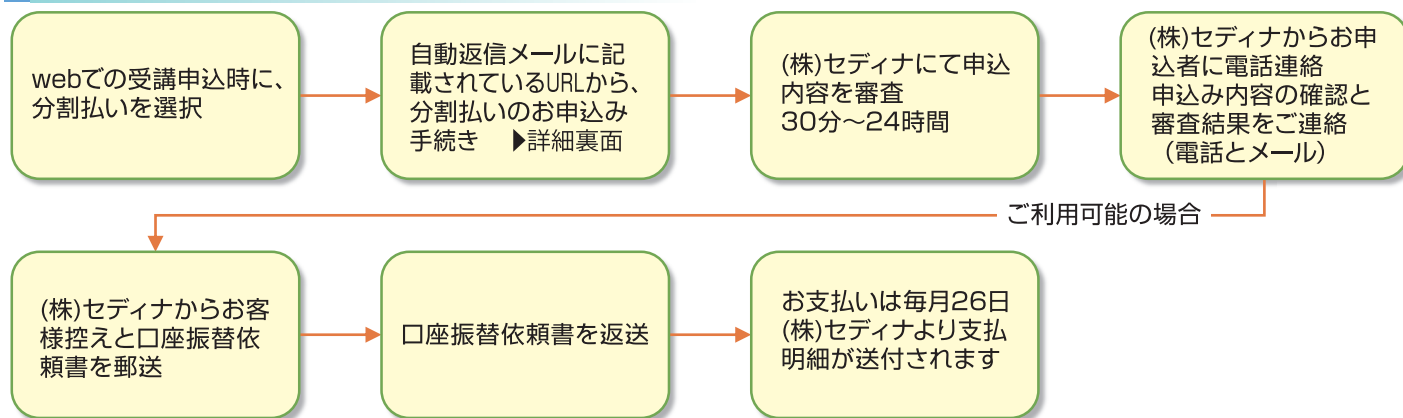 webでの受講申込時に、
分割払いを選択
自動返信メールに記
載されているURLから、
分割払いのお申込み
手続き　▶詳細裏面
(株)セディナにて申込
内容を審査
30分～24時間
(株)セディナからお申
込者に電話連絡
申込み内容の確認と
審査結果をご連絡
（電話とメール）
ご利用可能の場合
(株)セディナからお客
様控えと口座振替依
頼書を郵送
口座振替依頼書を返送
お支払いは毎月26日
(株)セディナより支払
明細が送付されます